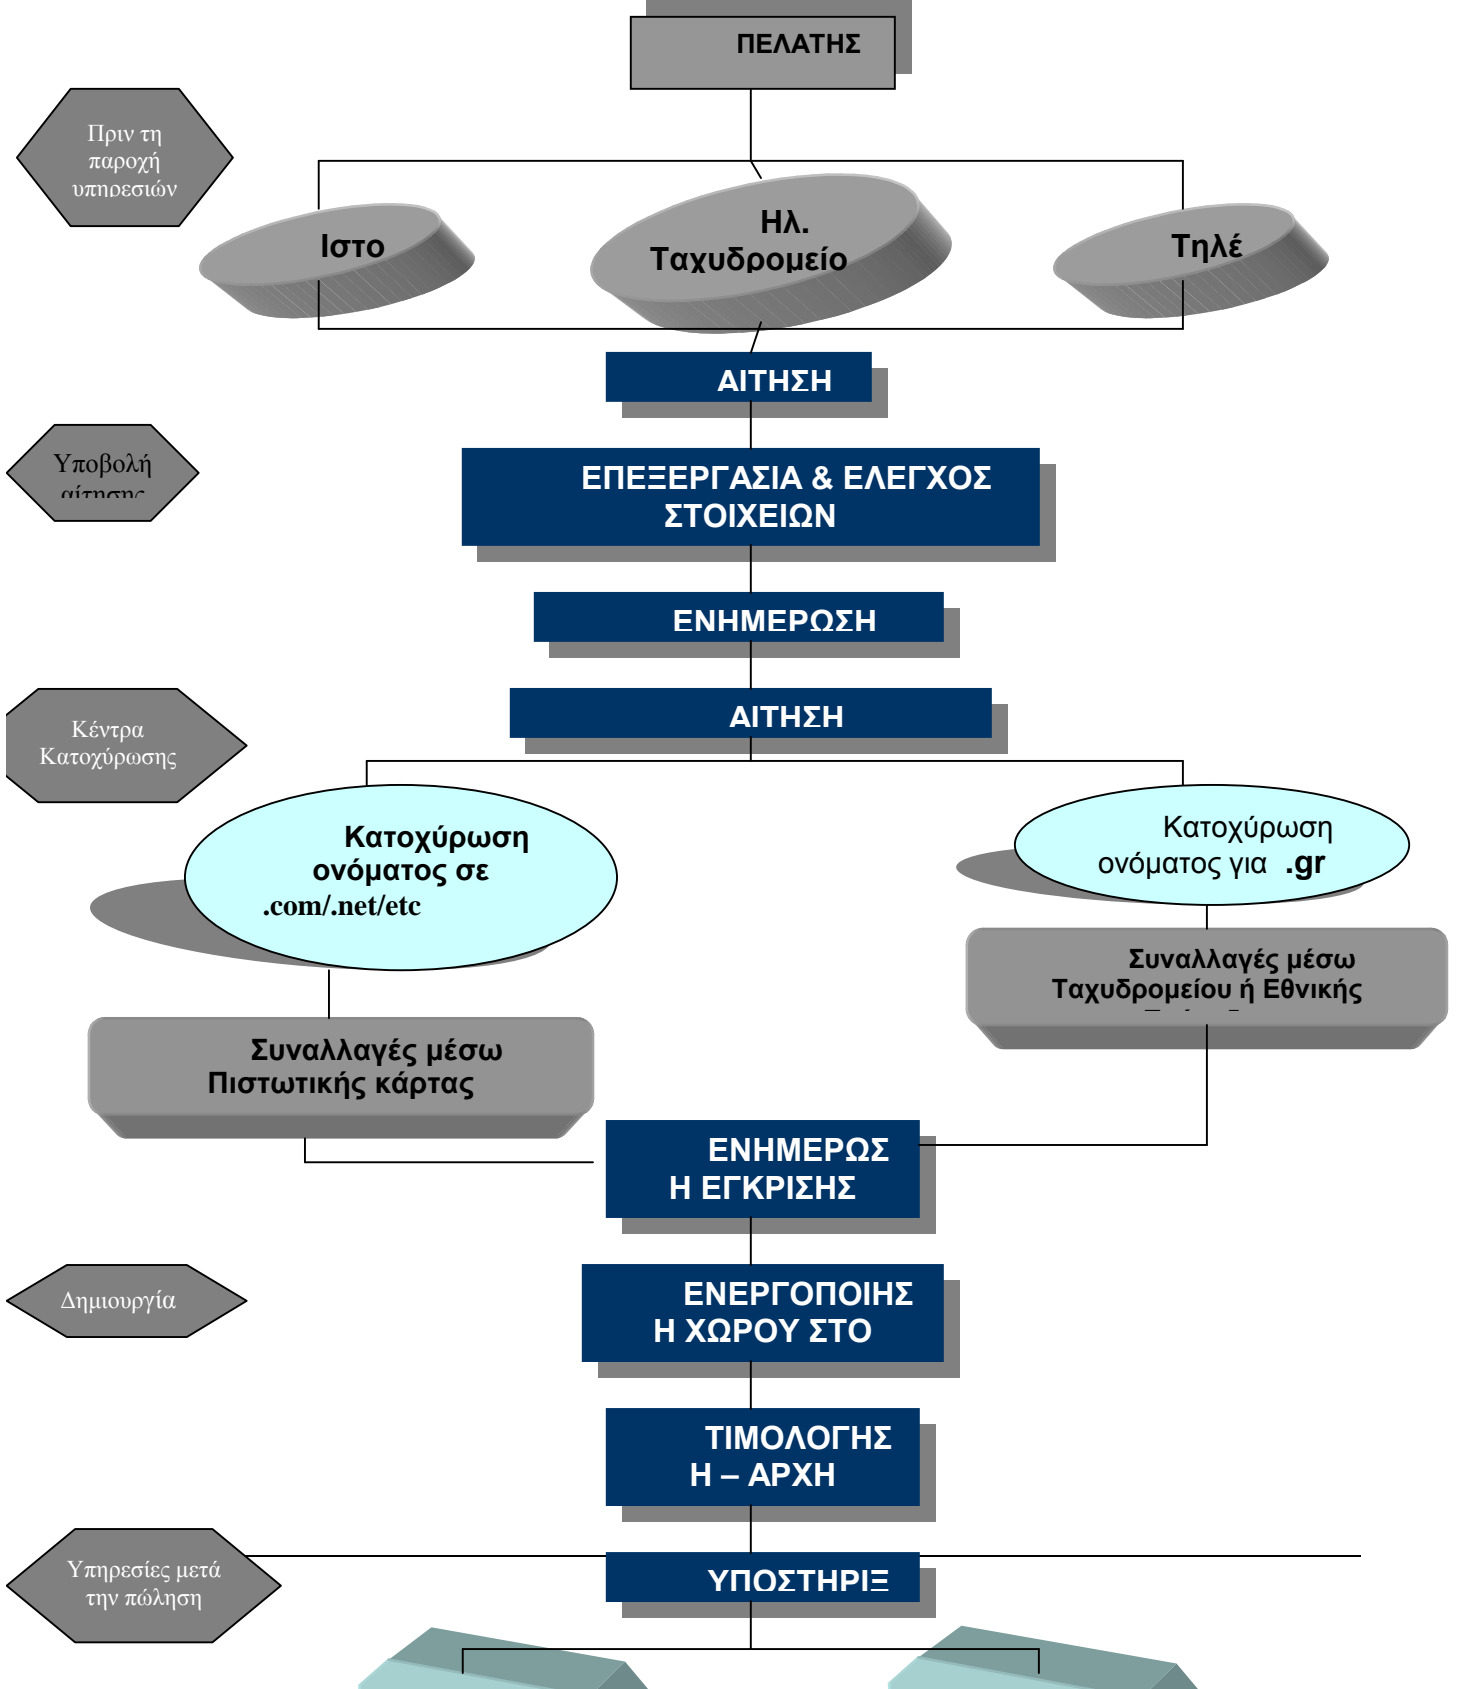 ΠΕΛΑΤΗΣ
Πριν τη
παροχή
υπηρεσιών
Ιστο
Ηλ.
Ταχυδρομείο
Τηλέ
ΑΙΤΗΣΗ
Υποβολή
αίτησης
ΕΠΕΞΕΡΓΑΣΙΑ & ΕΛΕΓΧΟΣ
ΣΤΟΙΧΕΙΩΝ
ΕΝΗΜΕΡΩΣΗ
ΑΙΤΗΣΗ
Κέντρα
Κατοχύρωσης
Κατοχύρωση
ονόματος σε
.com/.net/etc
Κατοχύρωση
ονόματος για .gr
Συναλλαγές μέσω
Ταχυδρομείου ή Εθνικής
Συναλλαγές μέσω
Πιστωτικής κάρτας
ΕΝΗΜΕΡΩΣ
Η ΕΓΚΡΙΣΗΣ
Δημιουργία
ΕΝΕΡΓΟΠΟΙΗΣ
Η ΧΩΡΟΥ ΣΤΟ
ΤΙΜΟΛΟΓΗΣ
Η – ΑΡΧΗ
Υπηρεσίες μετά
την πώληση
ΥΠΟΣΤΗΡΙΞ